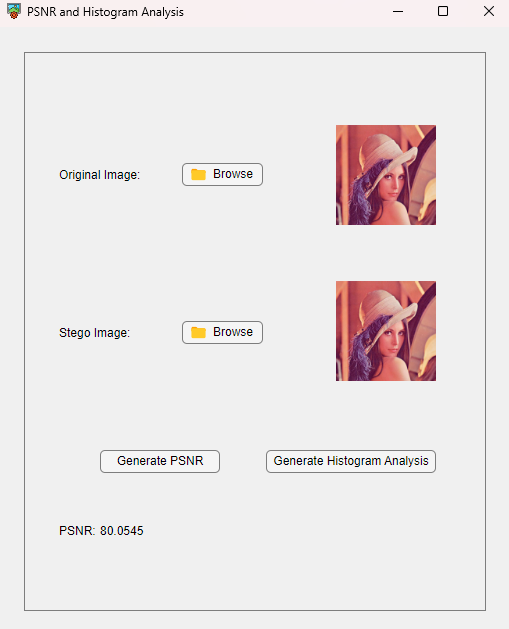 PSNR and Histogram Analysis
Original Image:
Browse
Stego Image:
Browse
Generate PSNR
Generate Histogram Analysis
PSNR: 80.0545